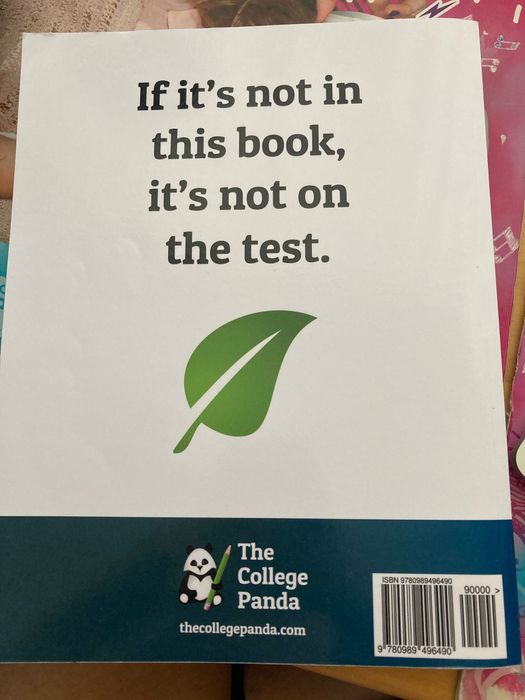 If it's not in
this book,
it's not on
the test.
The
College
Panda
thecollegepanda.com
ISBN 9780989496490
90000 >
9 780989 496490